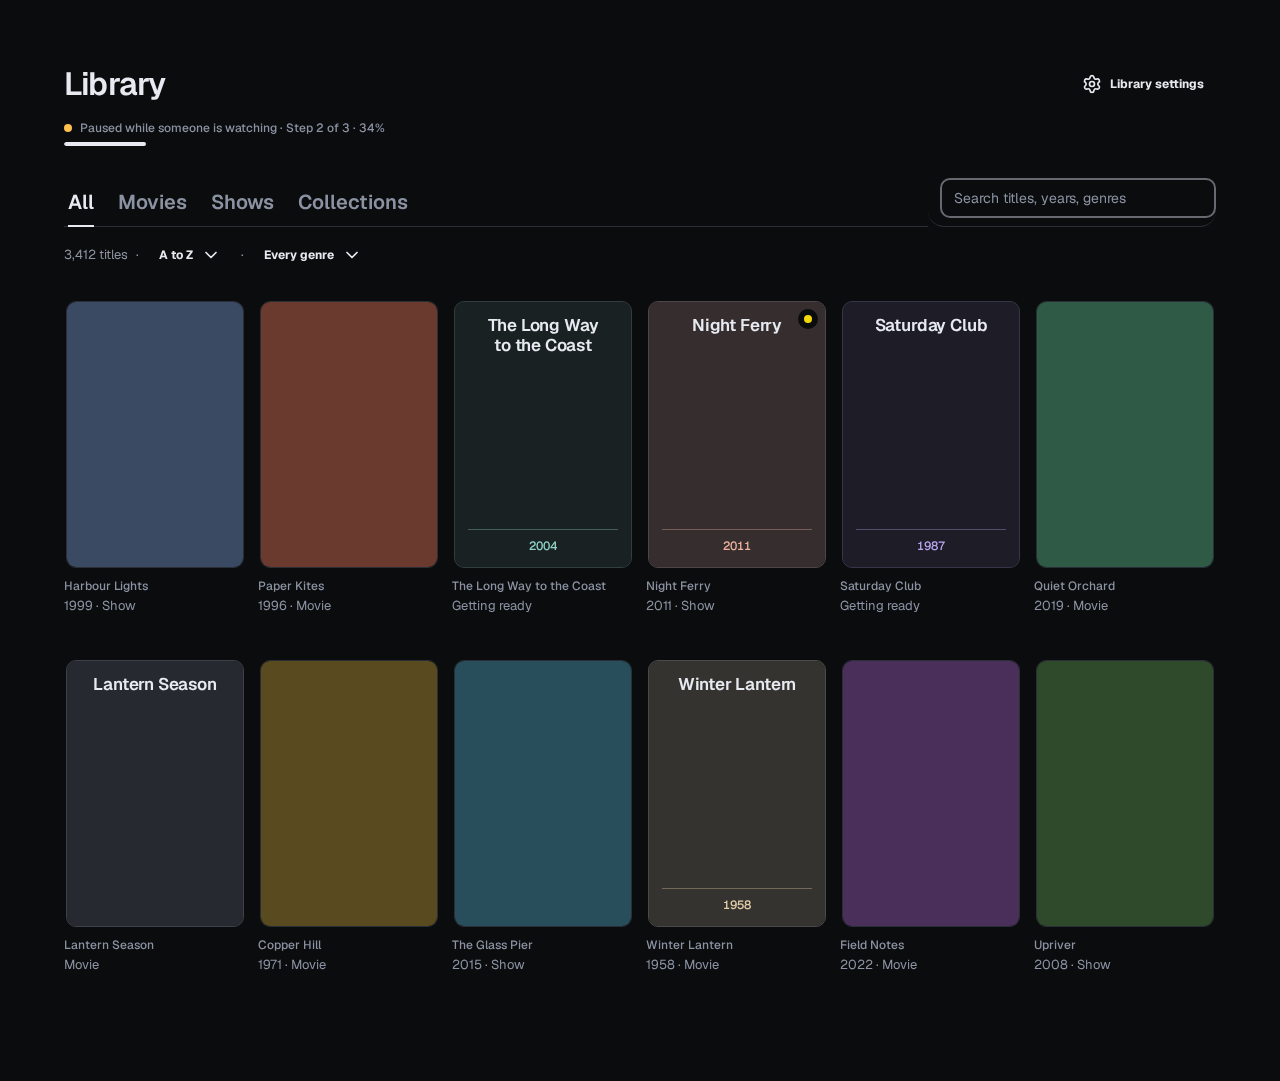 Library
Library settings
Paused while someone is watching · Step 2 of 3 · 34%
All Movies Shows Collections
Search titles, years, genres
3,412 titles · A to Z · Every genre
The Long Way
to the Coast
Night Ferry
Saturday Club
2004
2011
1987
Harbour Lights
1999 · Show
Paper Kites
1996 · Movie
The Long Way to the Coast
Getting ready
Night Ferry
2011 · Show
Saturday Club
Getting ready
Quiet Orchard
2019 · Movie
Lantern Season
Winter Lantern
1958
Lantern Season
Movie
Copper Hill
1971 · Movie
The Glass Pier
2015 · Show
Winter Lantern
1958 · Movie
Field Notes
2022 · Movie
Upriver
2008 · Show